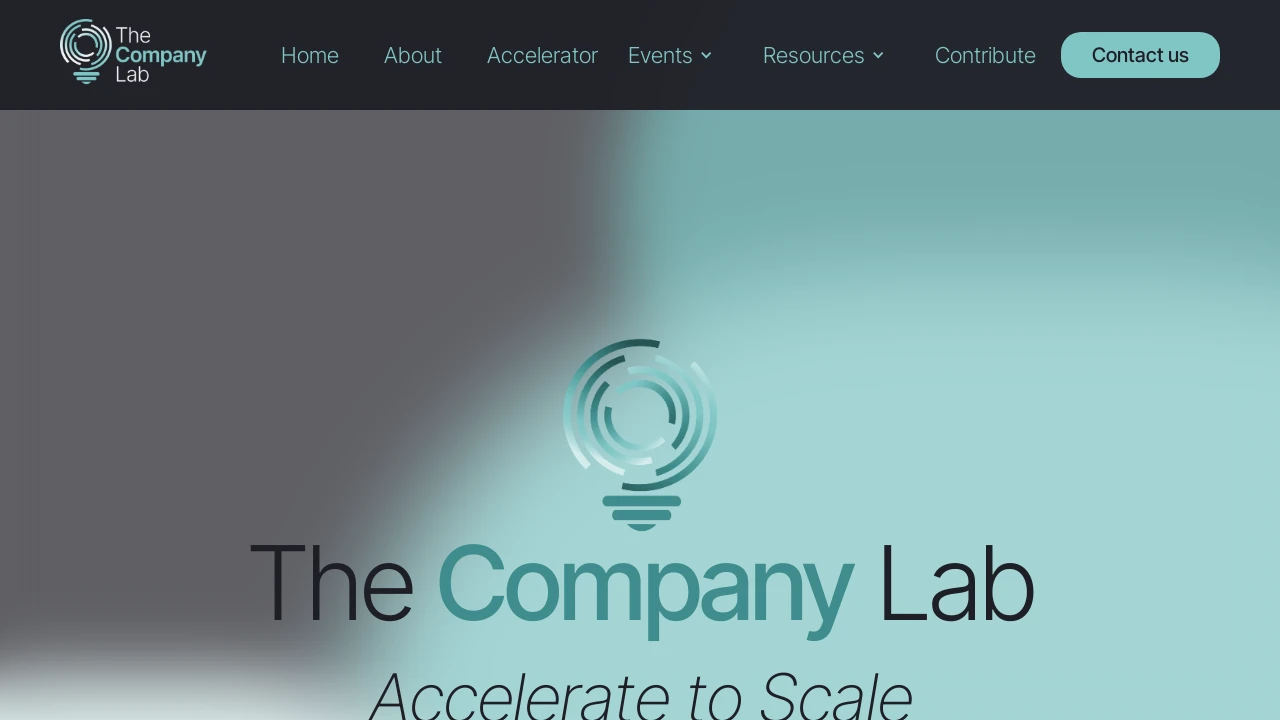 The
Company
Lab
Home About Accelerator Events Resources Contribute Contact us
The Company Lab
Accelerate to Scale